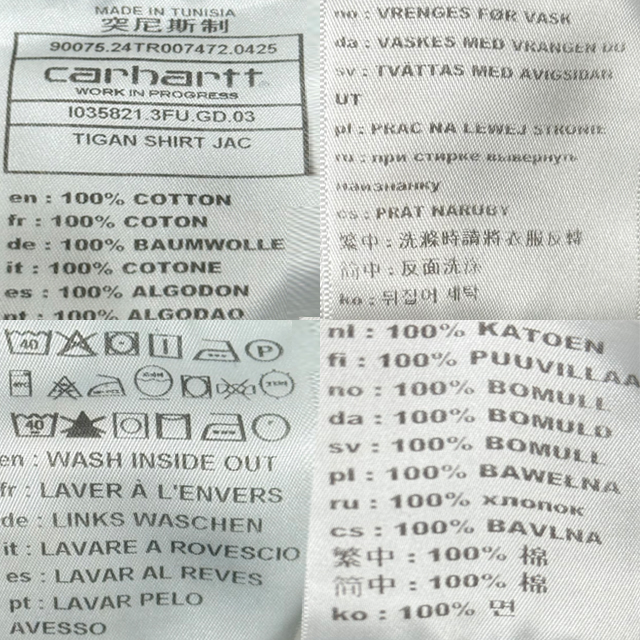 MADE IN TUNISIA
突尼斯制
90075.24TR007472.0425
carhartt
WORK IN PROGRESS
I035821.3FU.GD.03
TIGAN SHIRT JAC
en : 100% COTTON
fr : 100% COTON
de : 100% BAUMWOLLE
it : 100% COTONE
es : 100% ALGODON
pt : 100% ALGODAO
no : VRENGES FØR VASK
da : VASKES MED VRANGEN UD
sv : TVÄTTAS MED AVIGSIDAN
UT
pl : PRAĆ NA LEWEJ STRONIE
ru : при стирке вывернуть
наизнанку
cs : PRÁT NARUBY
繁中 : 洗滌時請將衣服反轉
简中 : 反面洗涤
ko : 뒤집어 세탁
40
P
40
en : WASH INSIDE OUT
fr : LAVER À L'ENVERS
de : LINKS WASCHEN
it : LAVARE A ROVESCIO
es : LAVAR AL REVES
pt : LAVAR PELO
AVESSO
nl : 100% KATOEN
fi : 100% PUUVILLAA
no : 100% BOMULL
da : 100% BOMULD
sv : 100% BOMULL
pl : 100% BAWEŁNA
ru : 100% хлопок
cs : 100% BAVLNA
繁中 : 100% 棉
简中 : 100% 棉
ko : 100% 면